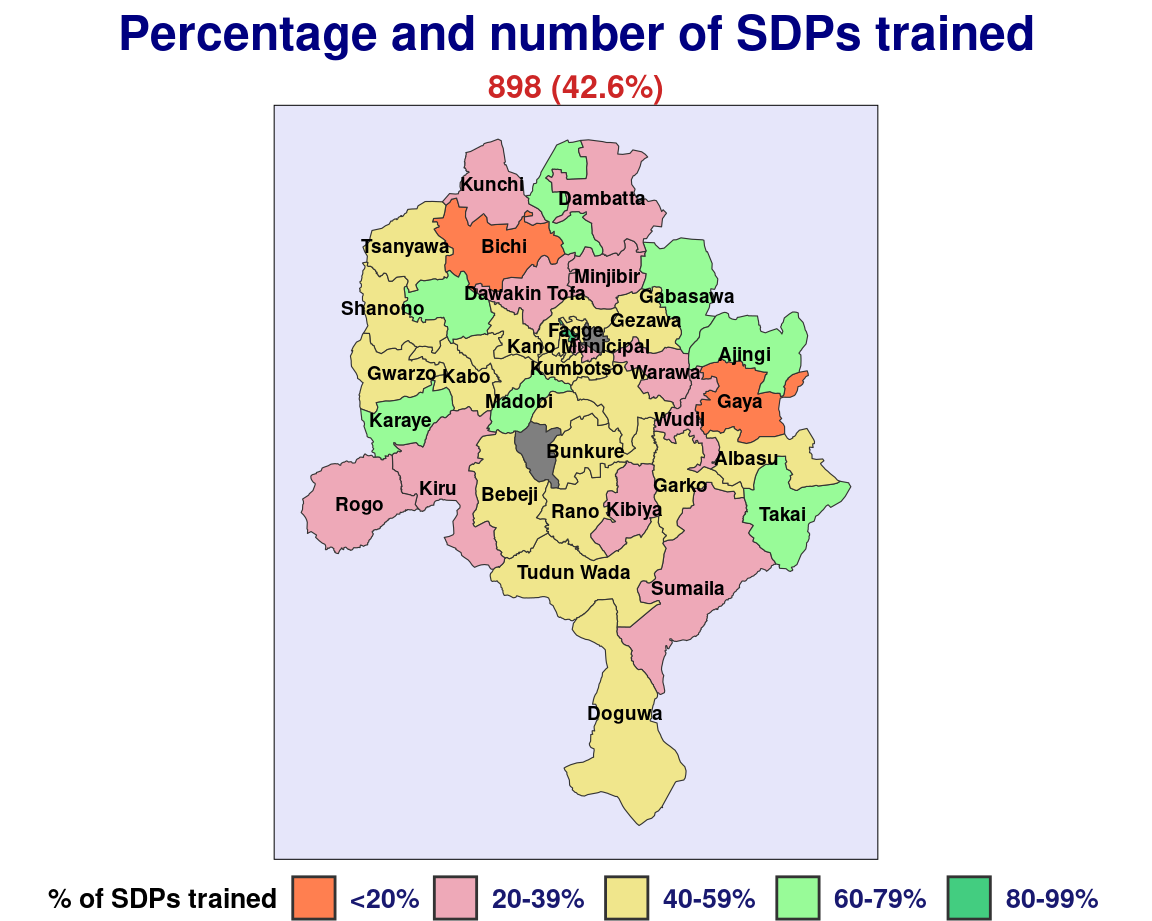 Percentage and number of SDPs trained
898 (42.6%)
Kunchi
Dambatta
Tsanyawa
Bichi
Minjibir
Dawakin Tofa
Gabasawa
Shanono
Gezawa
Fagge
Kano Municipal
Ajingi
Kumbotso
Warawa
Gwarzo
Kabo
Madobi
Gaya
Karaye
Wudil
Bunkure
Albasu
Garko
Kiru
Bebeji
Rogo
Rano
Kibiya
Takai
Tudun Wada
Sumaila
Doguwa
% of SDPs trained <20% 20-39% 40-59% 60-79% 80-99%